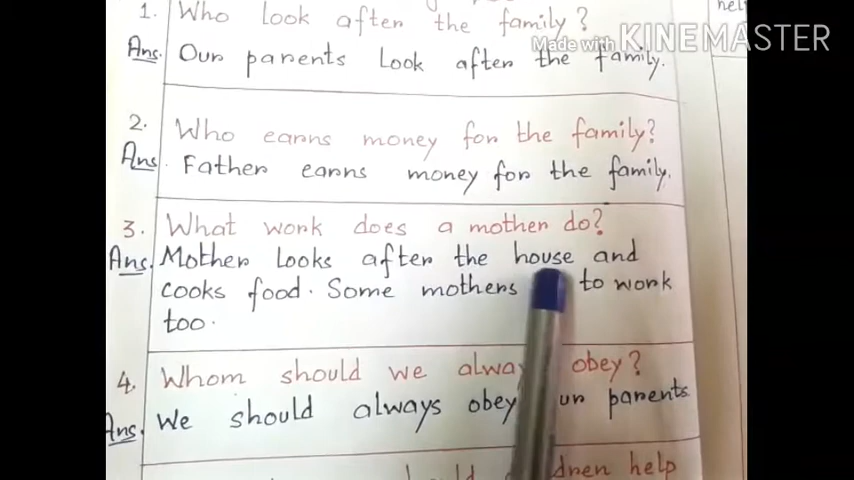 help
1. Who look after the family?
Made with KINEMASTER
Ans. Our parents Look after the family.
2. Who earns money for the family?
Ans. Father earns money for the family.
3. What work does a mother do?
Ans. Mother Looks after the house and
cooks food. Some mothers to work
too.
4. Whom should we obey?
Ans. We should always obey parents
help